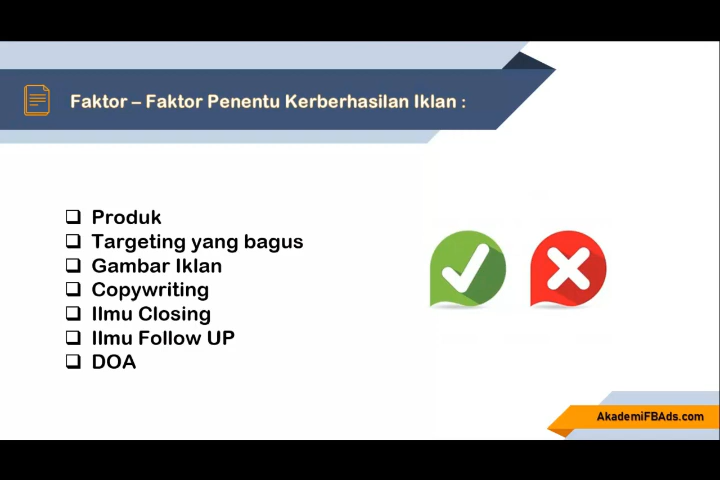 Faktor – Faktor Penentu Kerberhasilan Iklan :
Produk
Targeting yang bagus
Gambar Iklan
Copywriting
Ilmu Closing
Ilmu Follow UP
DOA
AkademiFBAds.com